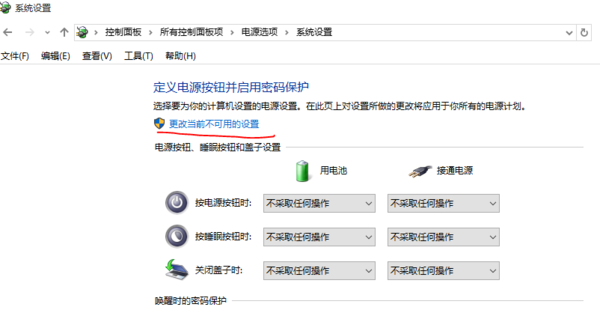 系统设置
控制面板 › 所有控制面板项 › 电源选项 › 系统设置
文件(F) 编辑(E) 查看(V) 工具(T) 帮助(H)
定义电源按钮并启用密码保护
选择要为你的计算机设置的电源设置。在此页上对设置所做的更改将应用于你所有的电源计划。
更改当前不可用的设置
电源按钮、睡眠按钮和盖子设置
用电池 接通电源
按电源按钮时: 不采取任何操作 不采取任何操作
按睡眠按钮时: 不采取任何操作 不采取任何操作
关闭盖子时: 不采取任何操作 不采取任何操作
唤醒时的密码保护